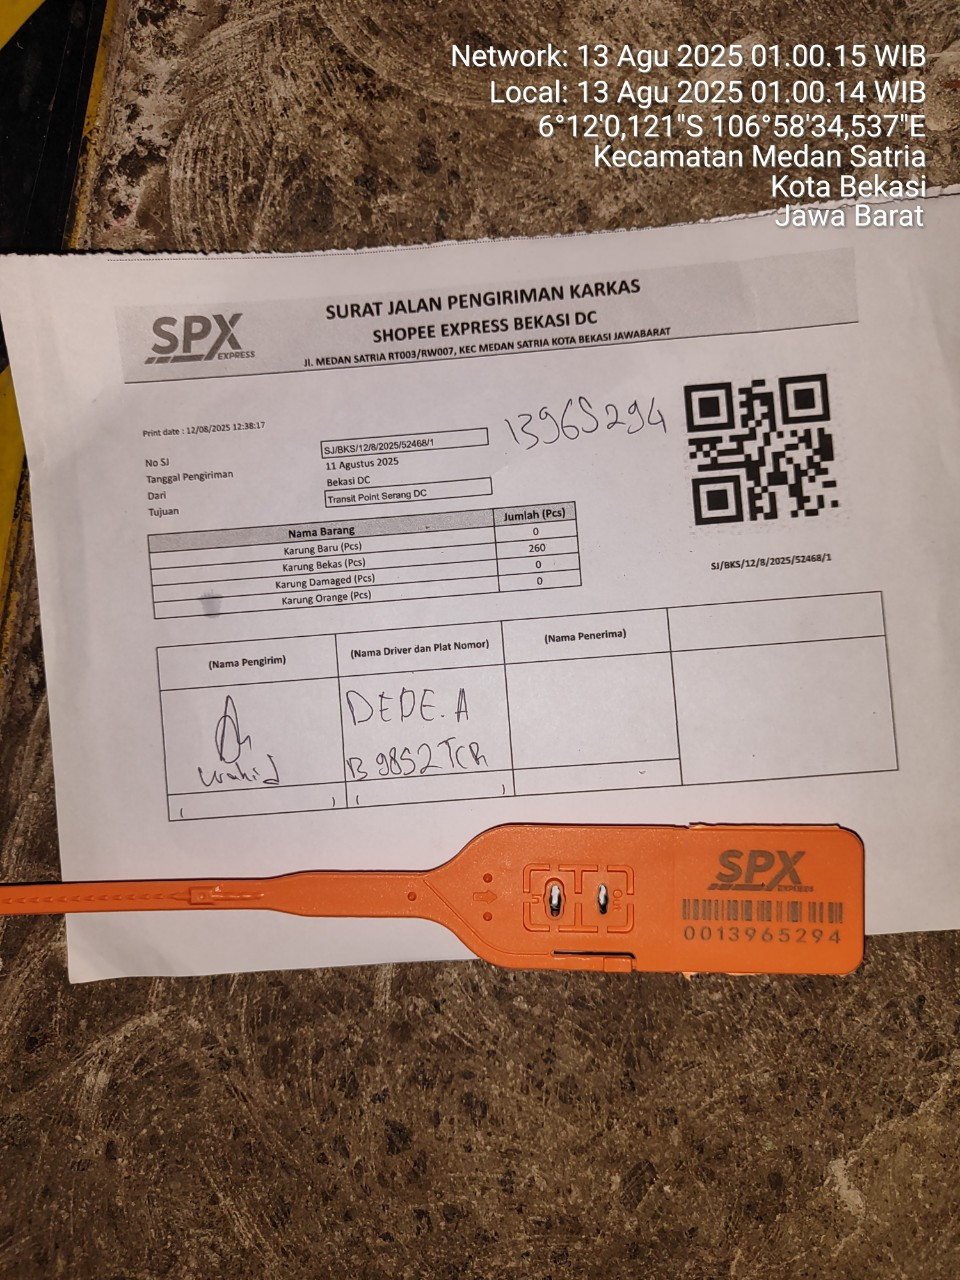 Network: 13 Agu 2025 01.00.15 WIB
Local: 13 Agu 2025 01.00.14 WIB
6°12'0,121"S 106°58'34,537"E
Kecamatan Medan Satria
Kota Bekasi
Jawa Barat
SPX
EXPRESS
SURAT JALAN PENGIRIMAN KARKAS
SHOPEE EXPRESS BEKASI DC
Jl. MEDAN SATRIA RT003/RW007, KEC MEDAN SATRIA KOTA BEKASI JAWABARAT
Print date : 12/08/2025 12:38:17
13965294
No SJ SJ/BKS/12/8/2025/52468/1
Tanggal Pengiriman 11 Agustus 2025
Dari Bekasi DC
Tujuan Transit Point Serang DC
SJ/BKS/12/8/2025/52468/1
Nama Barang Jumlah (Pcs)
Karung Baru (Pcs) 0
Karung Bekas (Pcs) 260
Karung Damaged (Pcs) 0
Karung Orange (Pcs) 0
(Nama Pengirim) (Nama Driver dan Plat Nomor) (Nama Penerima)
DEDE.A
B 9852 TCR
( ) ( )
SPX
EXPRESS
0013965294